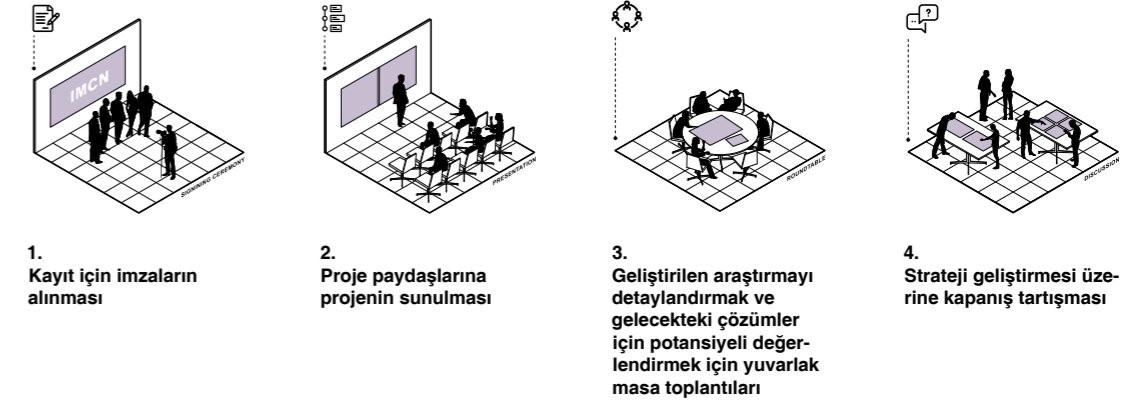 IMCN
SIGNINING CEREMONY
PRESENTATION
ROUNDTABLE
DISCUSSION
1.
Kayıt için imzaların
alınması
2.
Proje paydaşlarına
projenin sunulması
3.
Geliştirilen araştırmayı
detaylandırmak ve
gelecekteki çözümler
için potansiyeli değer-
lendirmek için yuvarlak
masa toplantıları
4.
Strateji geliştirmesi üze-
rine kapanış tartışması